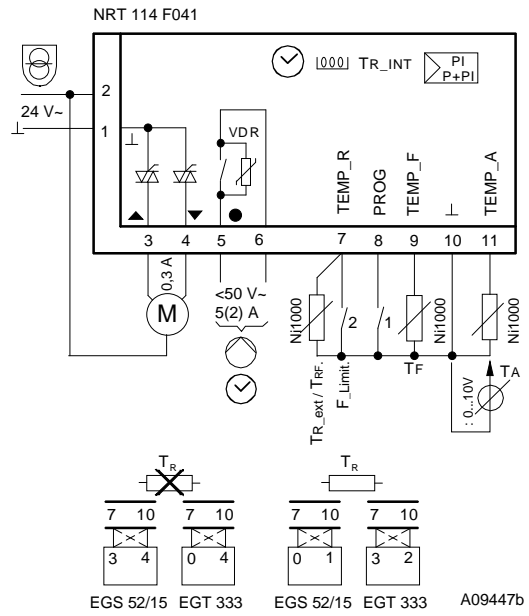 NRT 114 F041
TR_INT
PI
P+PI
2
24 V~
1
VDR
TEMP_R
PROG
TEMP_F
TEMP_A
3 4 5 6 7 8 9 10 11
0,3 A
M
<50 V~
5(2) A
Ni1000
2
1
Ni1000
Ni1000
TR_ext / TRF.
F_Limit.
TF
: 0...10V
TA
TR
TR
7 10 7 10 7 10 7 10
x x x x
3 4 0 4 0 1 3 2
EGS 52/15 EGT 333 EGS 52/15 EGT 333
A09447b